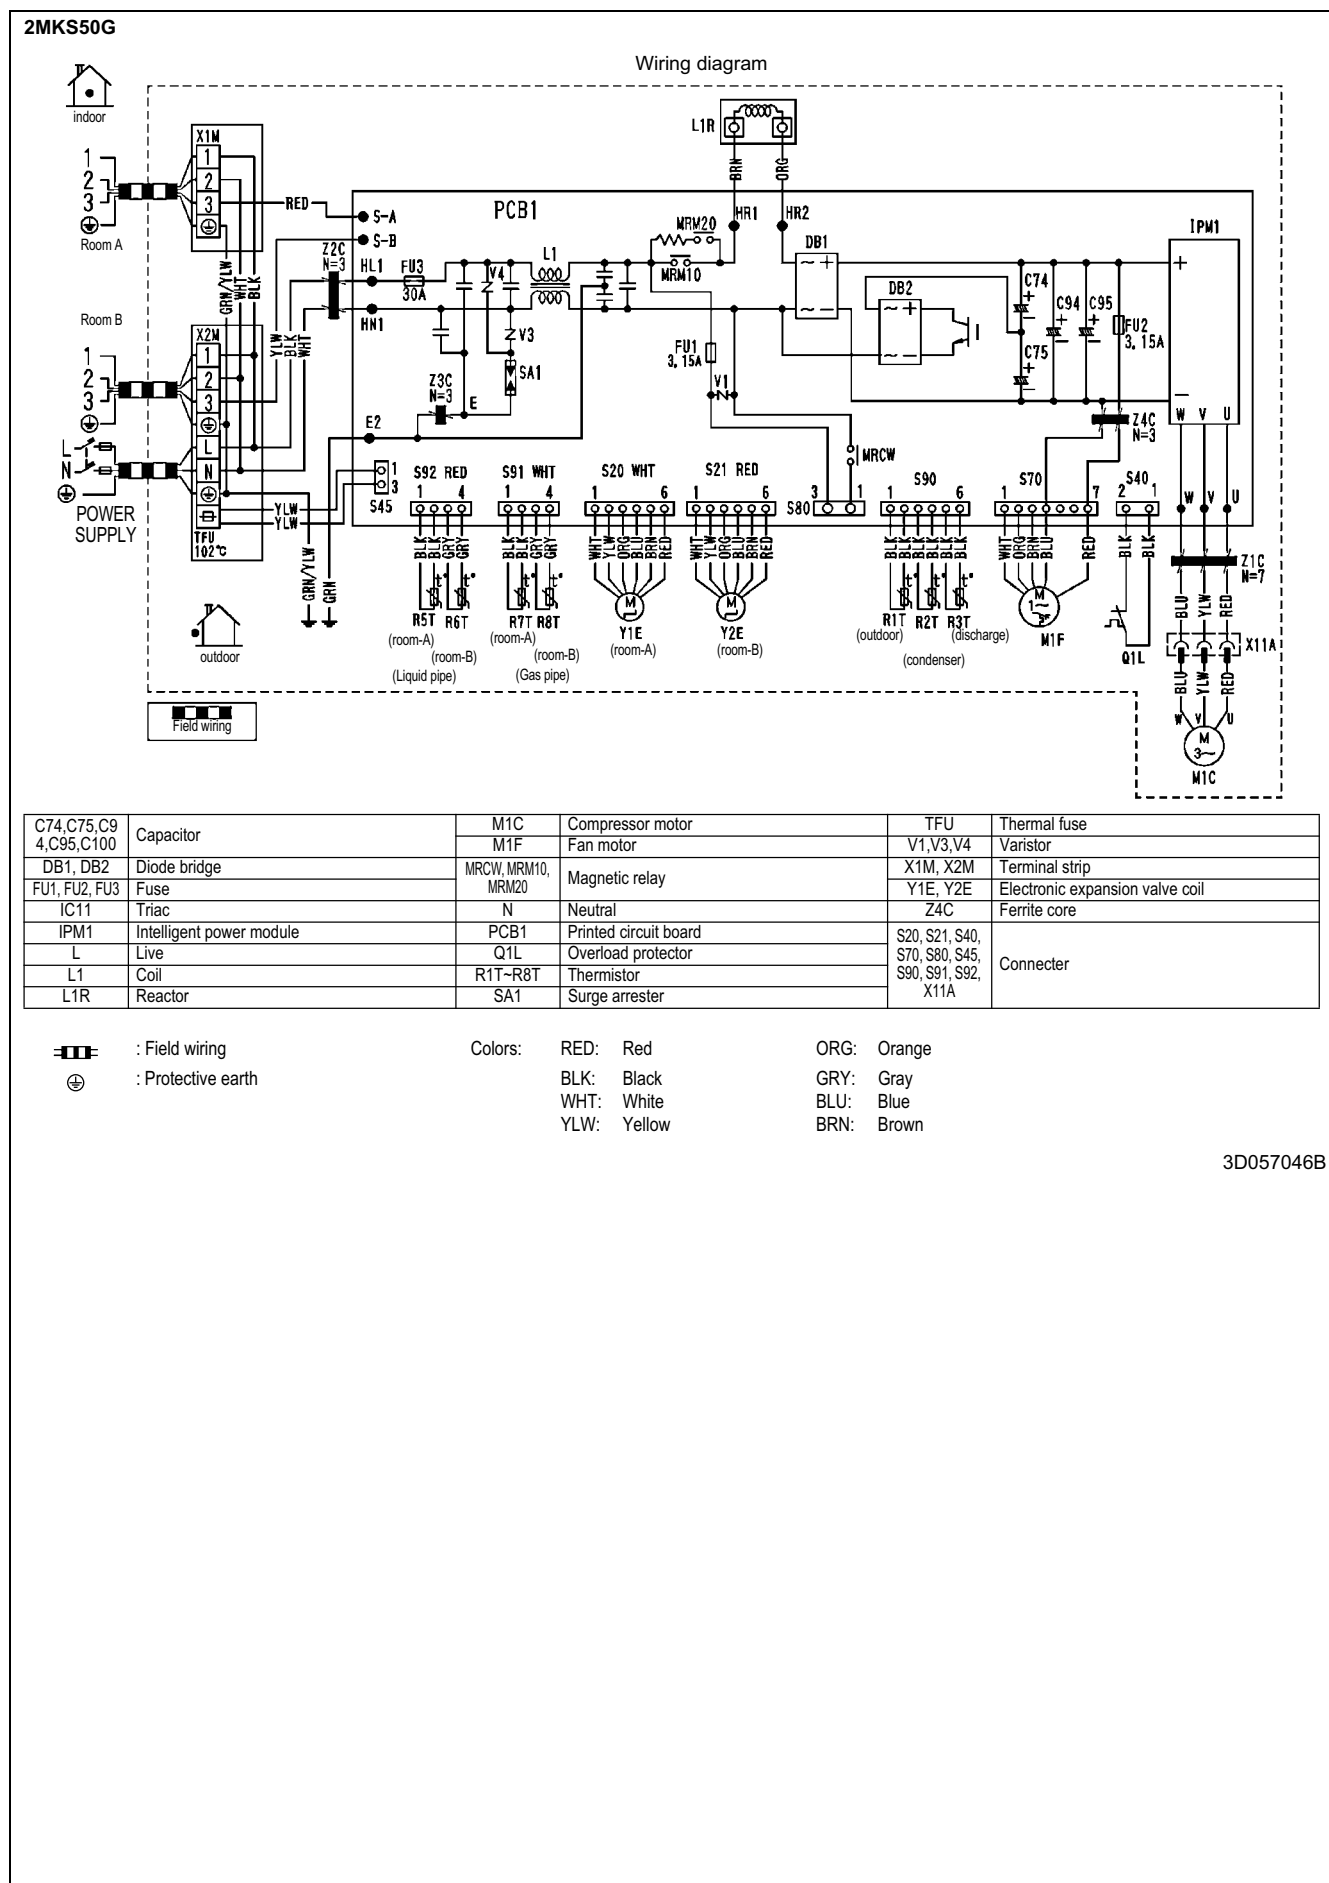 2MKS50G
Wiring diagram
indoor
L1R
X1M
1
1
BRN
ORG
2
2
3
3
RED
S-A
PCB1
MRM20
HR1
HR2
IPM1
Room A
S-B
Z2C
N=3
HL1
FU3
30A
V4
L1
MRM10
DB1
GRN/YLW
WHT
BLK
DB2
C74
C94
C95
HN1
Room B
X2M
YLW
BLK
WHT
V3
FU1
3.15A
FU2
3.15A
C75
1
1
2
2
3
3
Z3C
N=3
E
SA1
V1
W V U
Z4C
N=3
E2
L
L
N
N
MRCW
POWER
SUPPLY
1
3
S45
S92 RED
1 4
S91 WHT
1 4
S20 WHT
1 6
S21 RED
1 6
S80
3 1
S90
1 6
S70
1 7
S40
2 1
W V U
YLW
YLW
TFU
102°C
GRN/YLW
GRN
BLK BLK GRY GRY
BLK BLK GRY GRY
WHT YLW ORG BLU BRN RED
WHT YLW ORG BLU BRN RED
BLK BLK BLK BLK BLK BLK
WHT ORG BRN BLU RED
BLK BLK
Z1C
N=7
t° t° t° t° t° t° t°
M
M
M
1~
BLU YLW RED
R5T R6T
R7T R8T
Y1E
Y2E
R1T R2T R3T
M1F
Q1L
X11A
(room-A)
(room-B)
(Liquid pipe)
(room-A)
(room-B)
(Gas pipe)
(room-A)
(room-B)
(outdoor)
(condenser)
(discharge)
outdoor
BLU YLW RED
W V U
M
3~
M1C
Field wiring
C74,C75,C9
4,C95,C100
Capacitor
M1C Compressor motor
TFU Thermal fuse
M1F Fan motor
V1,V3,V4 Varistor
DB1, DB2 Diode bridge
MRCW, MRM10,
MRM20
Magnetic relay
X1M, X2M Terminal strip
FU1, FU2, FU3 Fuse
Y1E, Y2E Electronic expansion valve coil
IC11 Triac
N Neutral
Z4C Ferrite core
IPM1 Intelligent power module
PCB1 Printed circuit board
S20, S21, S40,
S70, S80, S45,
S90, S91, S92,
X11A
Connecter
L Live
Q1L Overload protector
L1 Coil
R1T~R8T Thermistor
L1R Reactor
SA1 Surge arrester
: Field wiring
Colors: RED: Red ORG: Orange
: Protective earth
BLK: Black GRY: Gray
WHT: White BLU: Blue
YLW: Yellow BRN: Brown
3D057046B